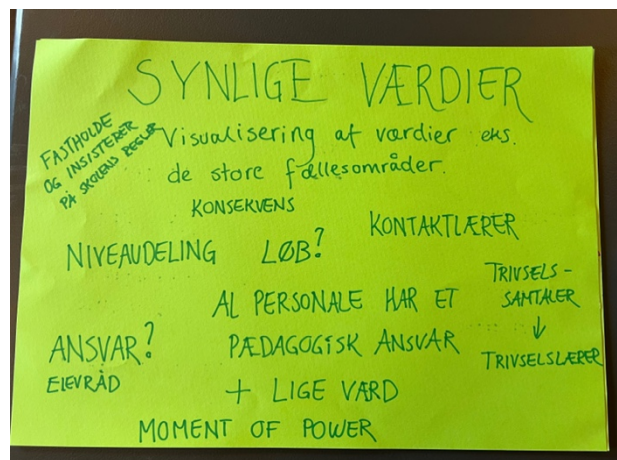 SYNLIGE VÆRDIER
FASTHOLDE
OG INSISTERER
PÅ SKOLENS REGLER
Visualisering af værdier eks.
de store fællesområder.
KONSEKVENS
KONTAKTLÆRER
NIVEAUDELING LØB?
TRIVSELS-
SAMTALER
↓
TRIVSELSLÆRER
AL PERSONALE HAR ET
PÆDAGOGISK ANSVAR
+ LIGE VÆRD
ANSVAR?
ELEVRÅD
MOMENT OF POWER